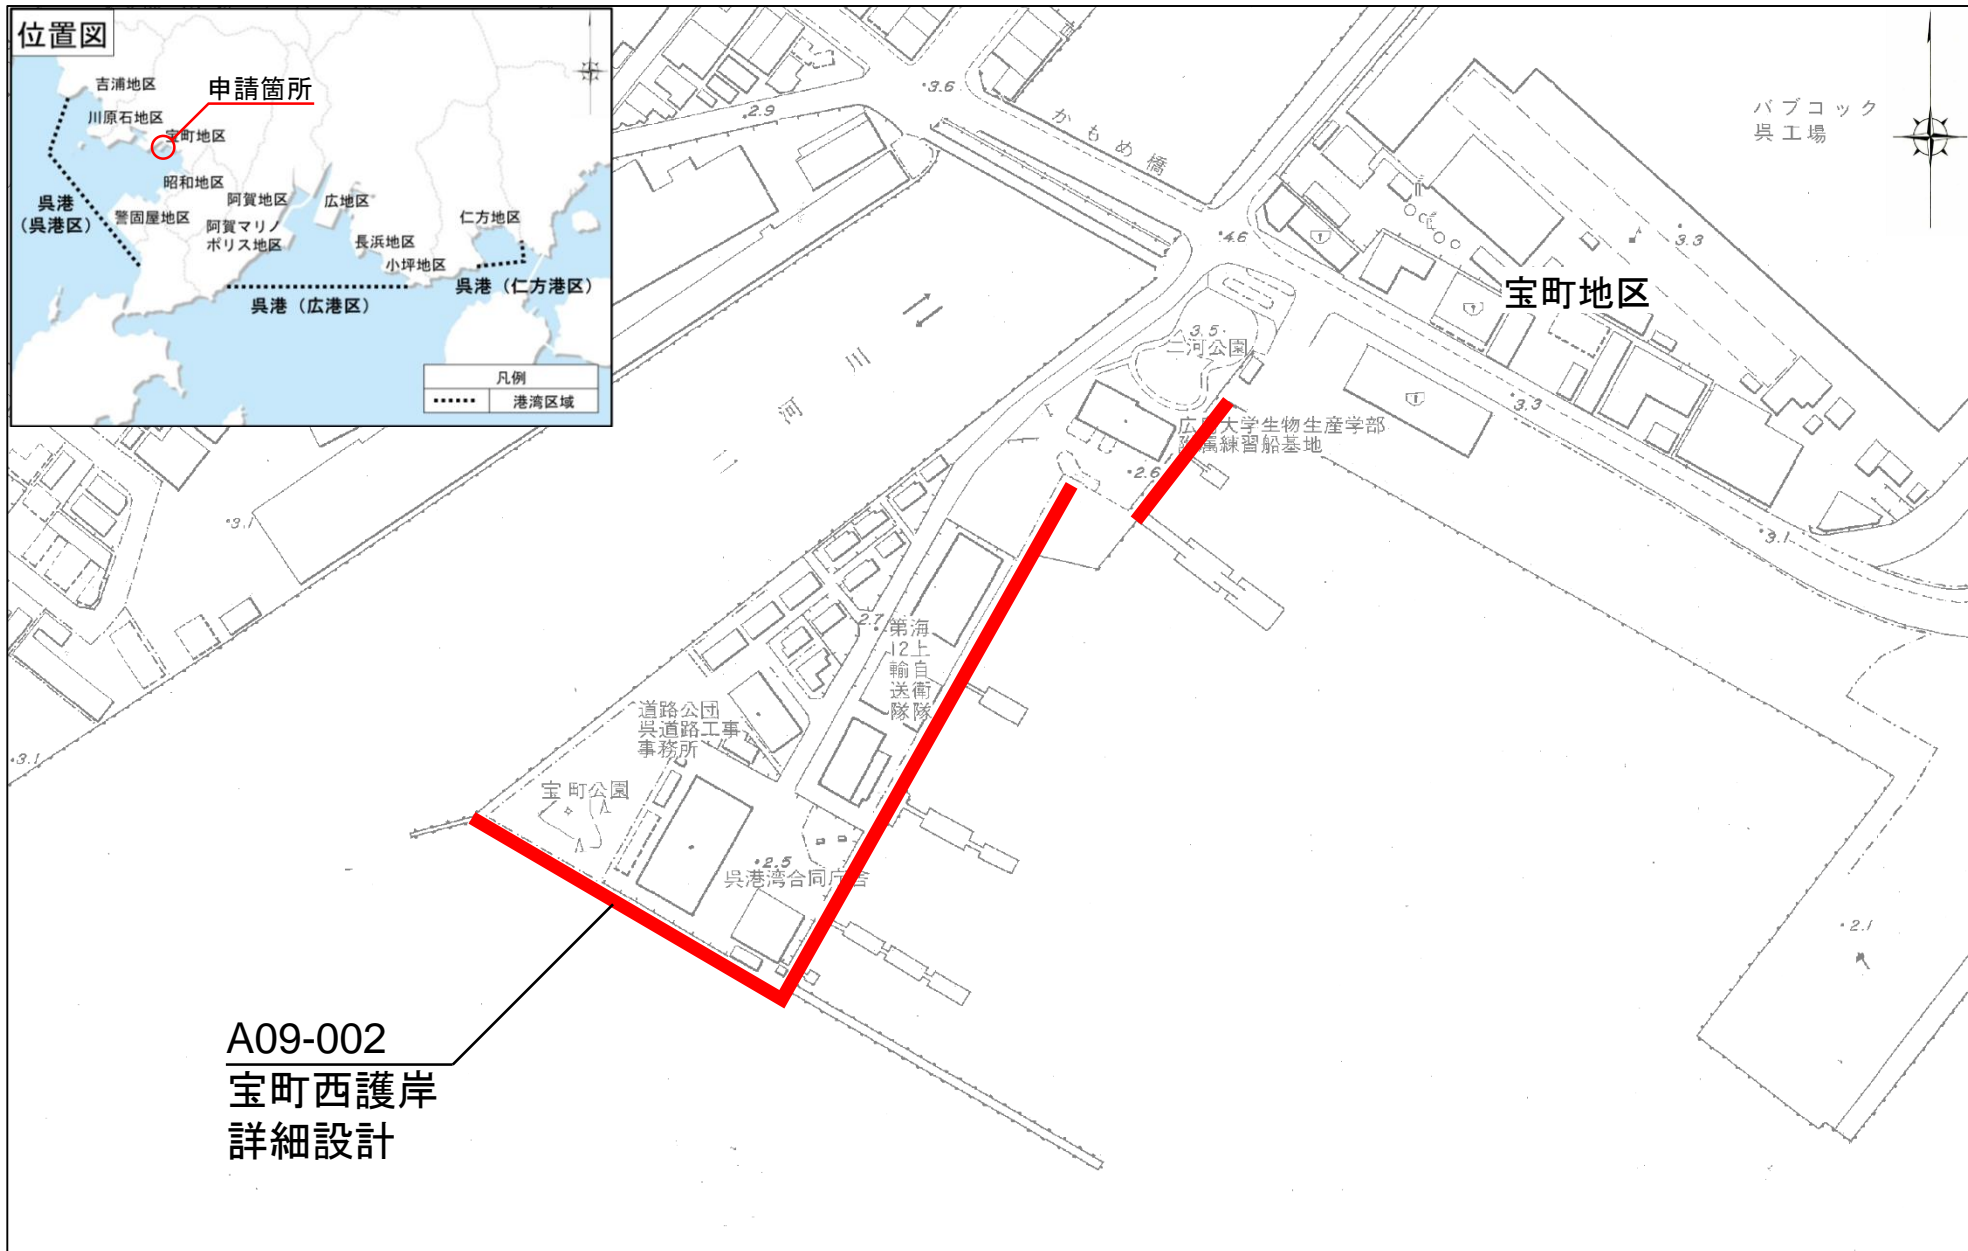 位置図
吉浦地区
申請箇所
川原石地区
宝町地区
昭和地区
呉港
（呉港区）
警固屋地区
阿賀地区
阿賀マリノ
ポリス地区
広地区
長浜地区
小坪地区
仁方地区
呉港（広港区）
呉港（仁方港区）
凡例
港湾区域
3.6
2.9
かもめ橋
バブコック
呉工場
4.6
3.3
宝町地区
3.5
二河公園
3.3
広島大学生物生産学部
附属練習船基地
2.6
二河川
3.1
3.1
2.7
海上自衛隊
第12輸送隊
道路公団
呉道路工事
事務所
宝町公園
3.1
2.5
呉港湾合同庁舎
2.1
A09-002
宝町西護岸
詳細設計